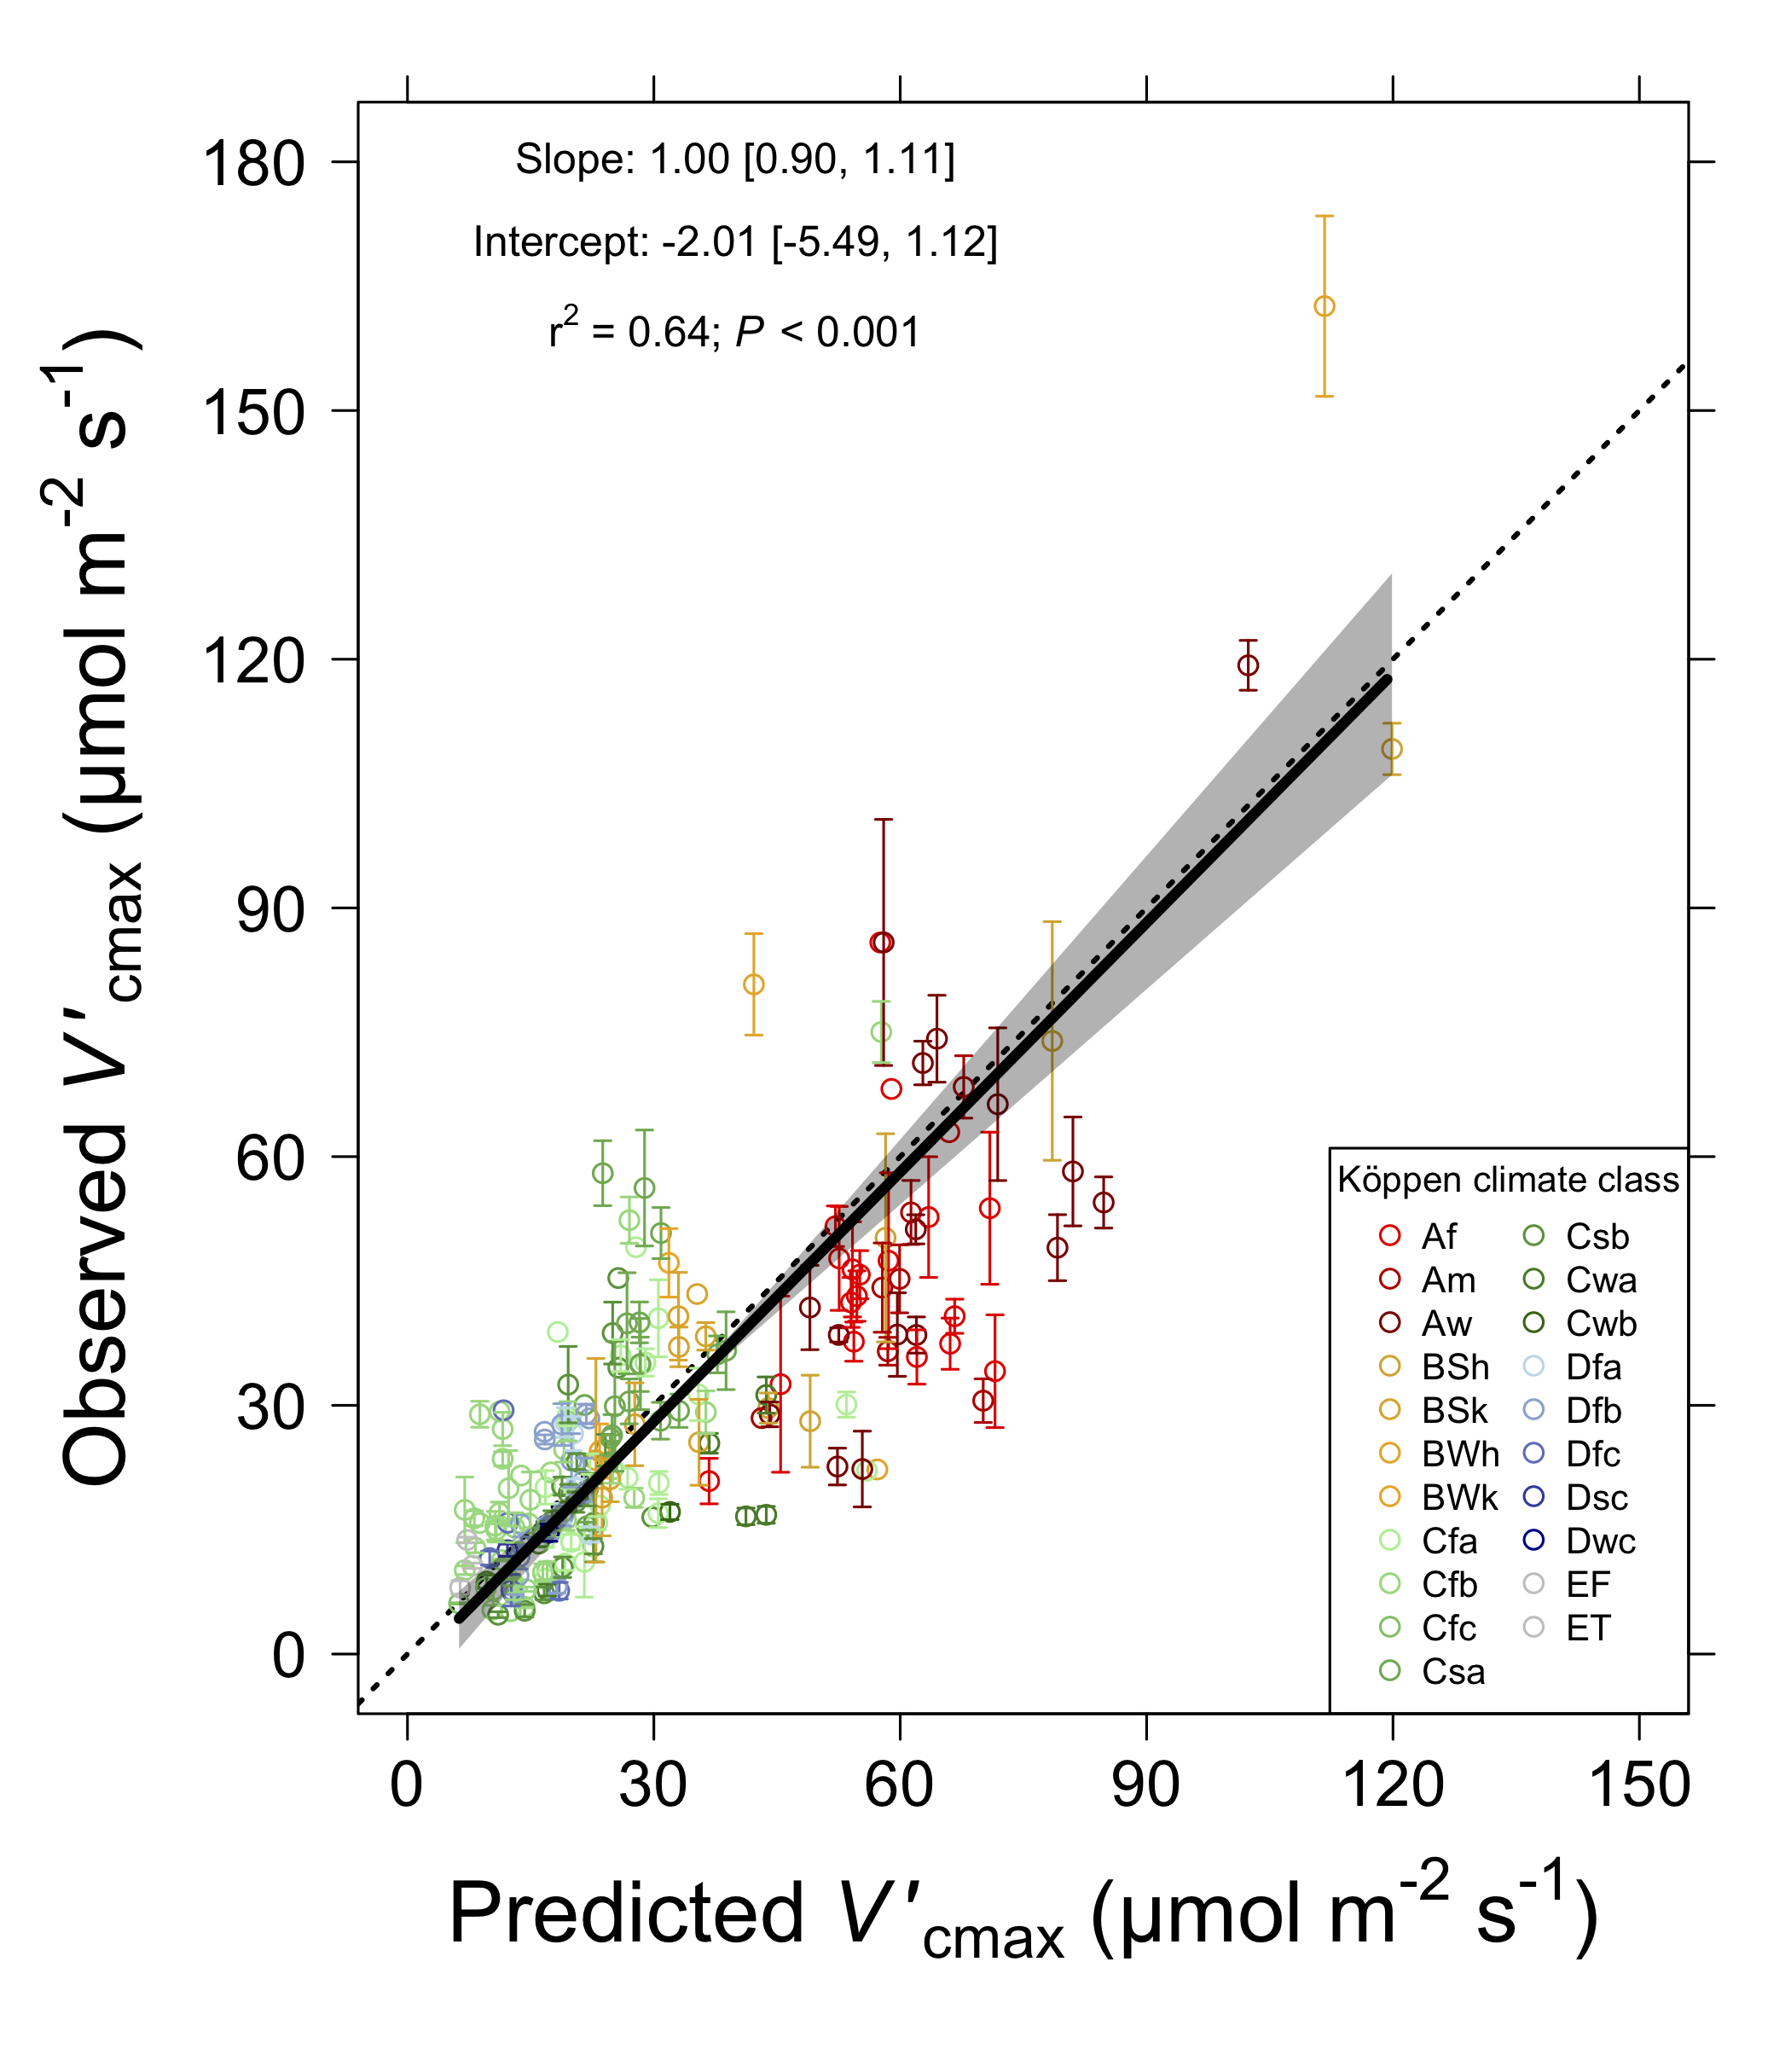 Slope: 1.00 [0.90, 1.11]
Intercept: -2.01 [-5.49, 1.12]
r2 = 0.64; P < 0.001
180
150
120
90
60
30
0
Observed V'cmax (μmol m-2 s-1)
Köppen climate class
Af
Am
Aw
BSh
BSk
BWh
BWk
Cfa
Cfb
Cfc
Csa
Csb
Cwa
Cwb
Dfa
Dfb
Dfc
Dsc
Dwc
EF
ET
0 30 60 90 120 150
Predicted V'cmax (μmol m-2 s-1)